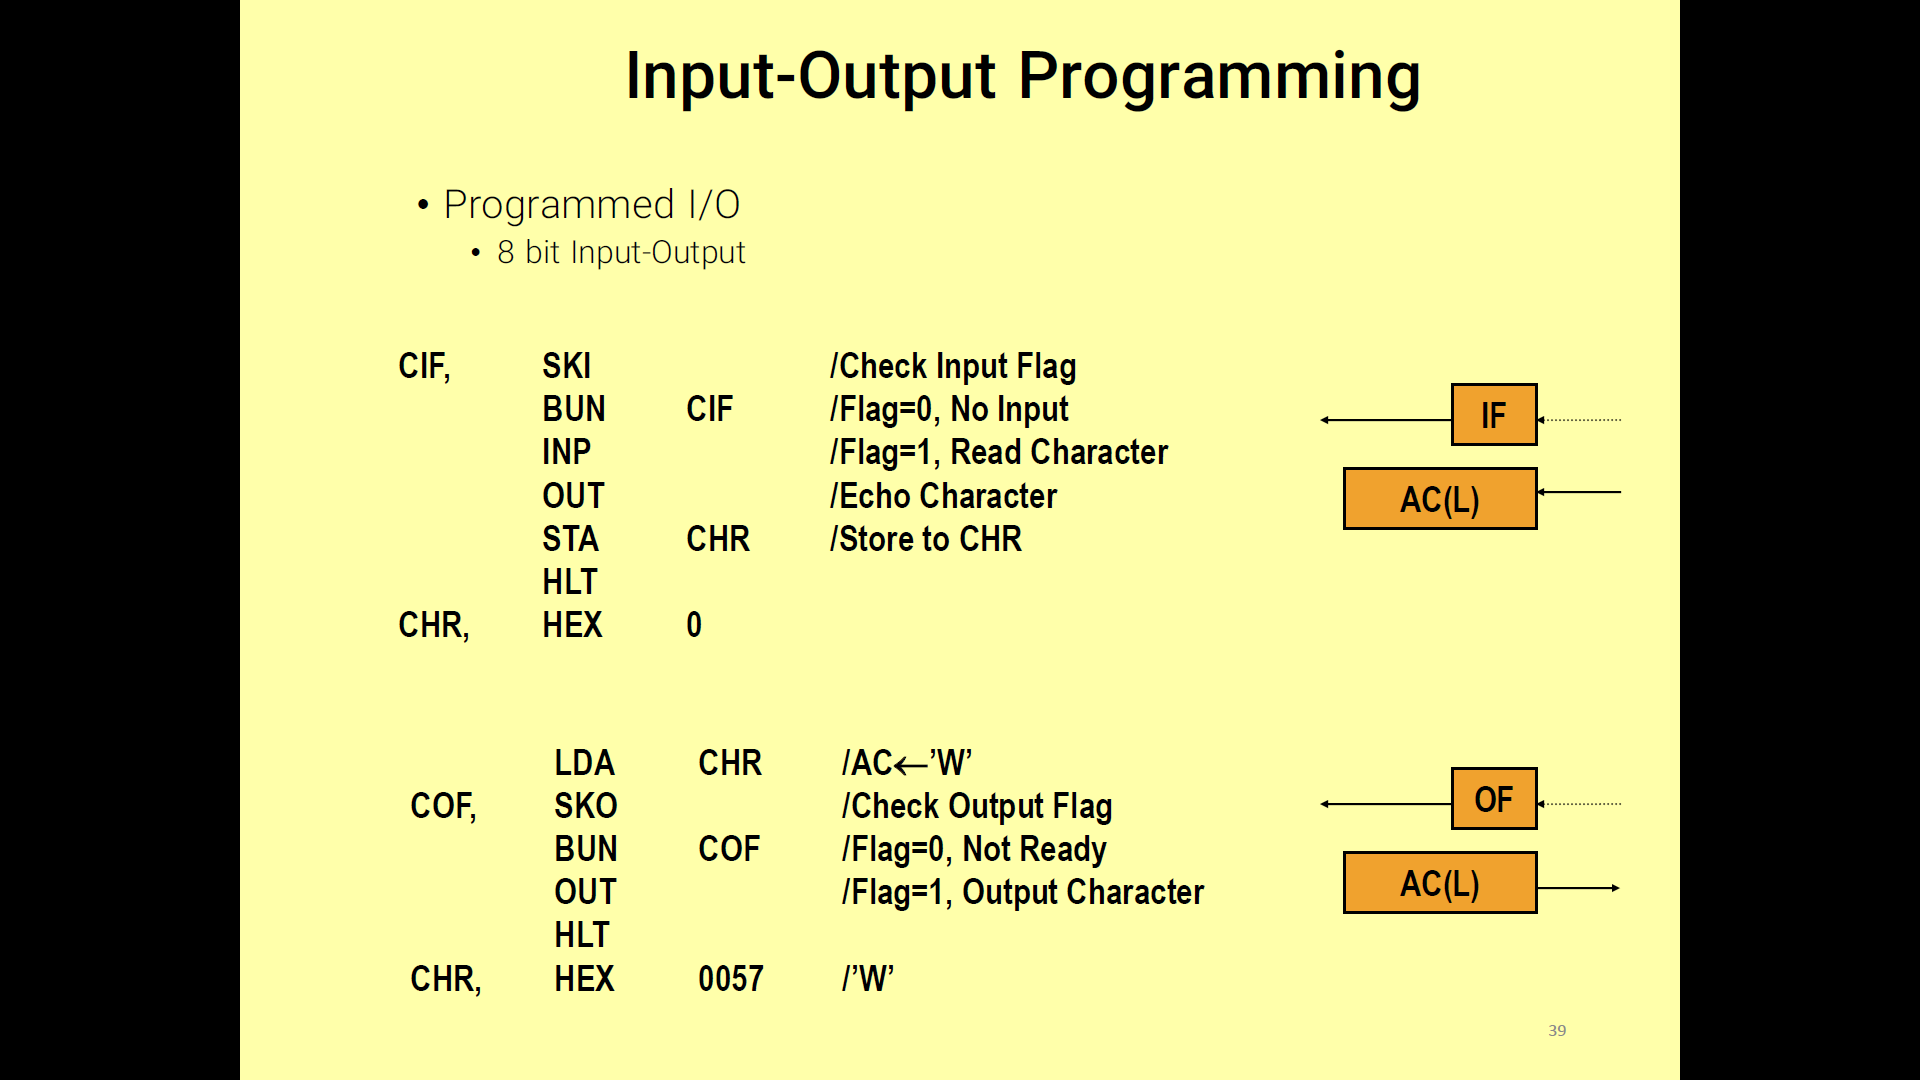 Input-Output Programming
• Programmed I/O
• 8 bit Input-Output
CIF, SKI /Check Input Flag
BUN CIF /Flag=0, No Input
INP /Flag=1, Read Character
OUT /Echo Character
STA CHR /Store to CHR
HLT
CHR, HEX 0
IF
AC(L)
LDA CHR /AC←’W’
COF, SKO /Check Output Flag
BUN COF /Flag=0, Not Ready
OUT /Flag=1, Output Character
HLT
CHR, HEX 0057 /’W’
OF
AC(L)
39